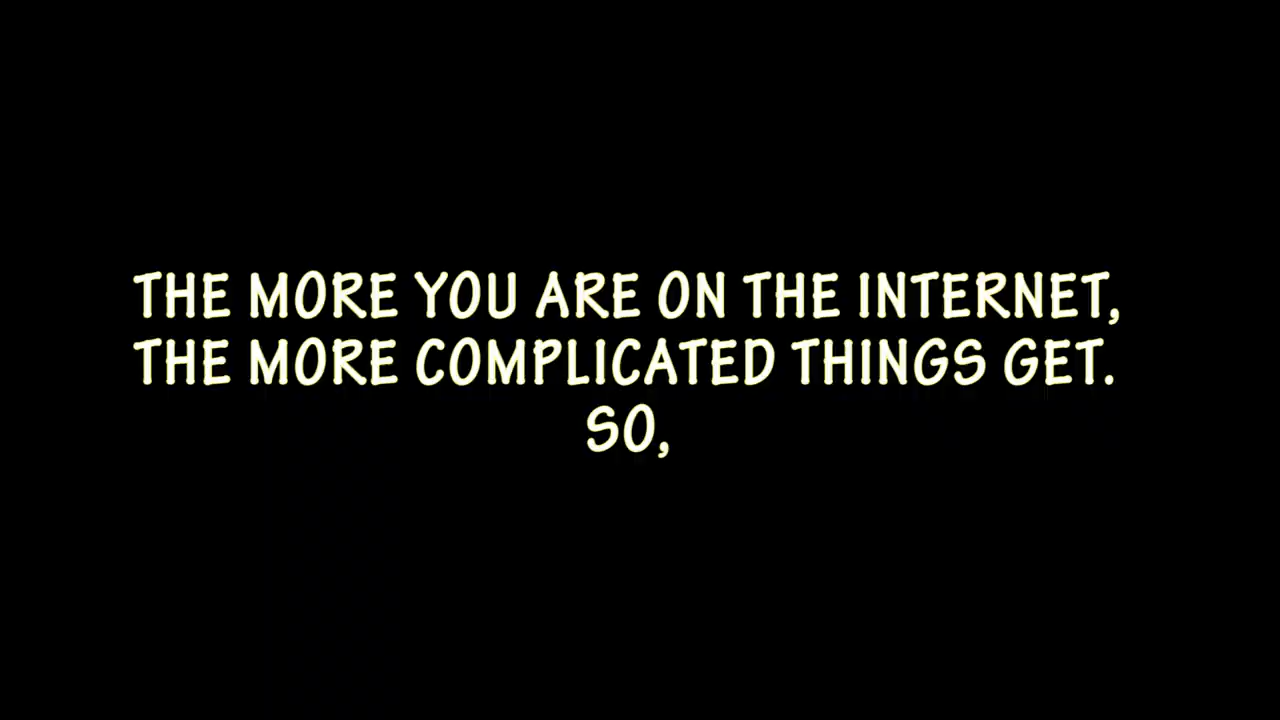 THE MORE YOU ARE ON THE INTERNET,
THE MORE COMPLICATED THINGS GET.
SO,